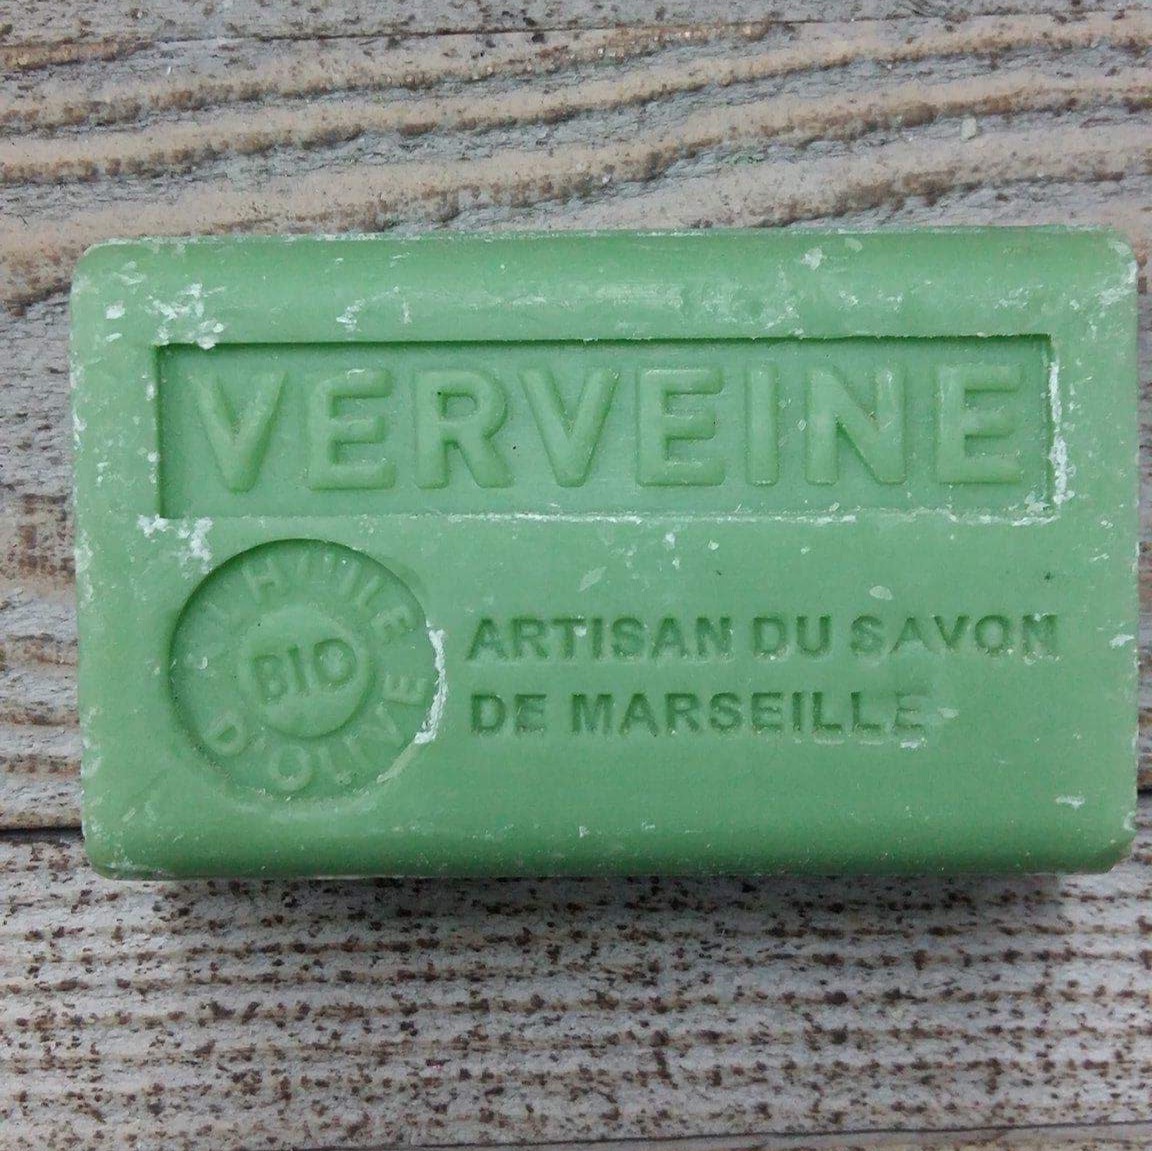 VERVEINE
À L'HUILE
D'OLIVE
BIO
ARTISAN DU SAVON
DE MARSEILLE